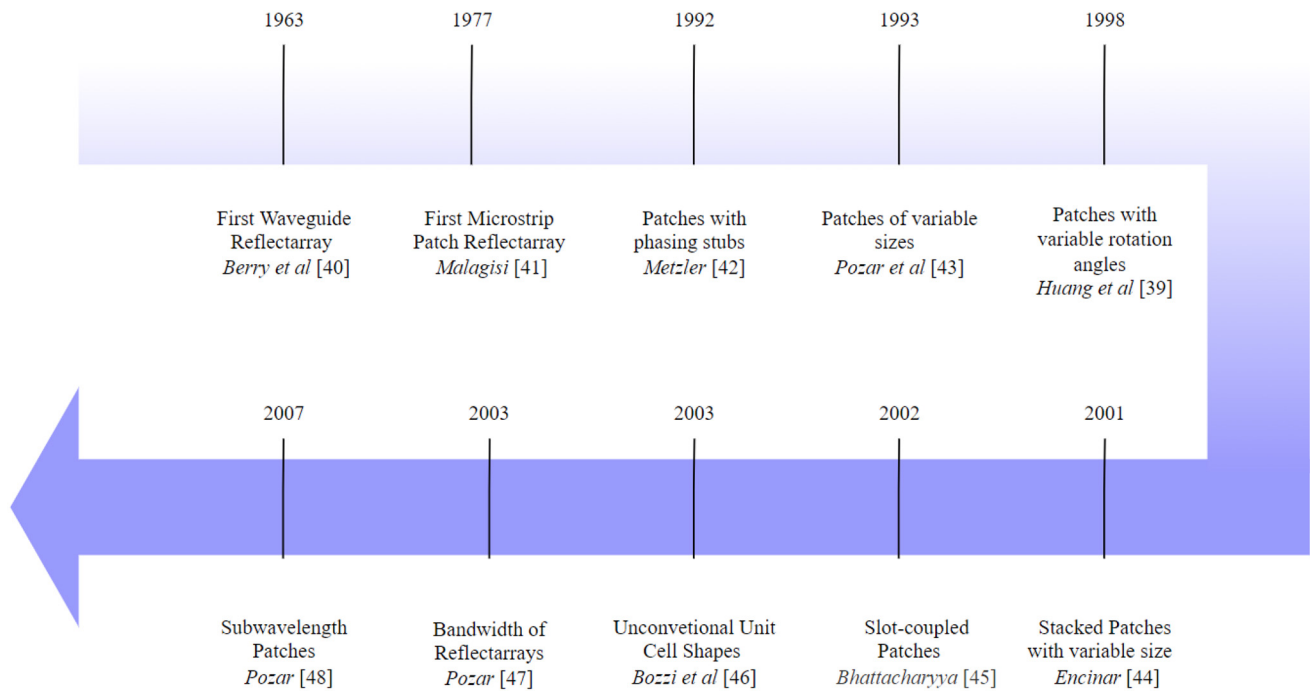 1963
1977
1992
1993
1998
First Waveguide
Reflectarray
Berry et al [40]
First Microstrip
Patch Reflectarray
Malagisi [41]
Patches with
phasing stubs
Metzler [42]
Patches of variable
sizes
Pozar et al [43]
Patches with
variable rotation
angles
Huang et al [39]
2007
2003
2003
2002
2001
Subwavelength
Patches
Pozar [48]
Bandwidth of
Reflectarrays
Pozar [47]
Unconvetional Unit
Cell Shapes
Bozzi et al [46]
Slot-coupled
Patches
Bhattacharyya [45]
Stacked Patches
with variable size
Encinar [44]